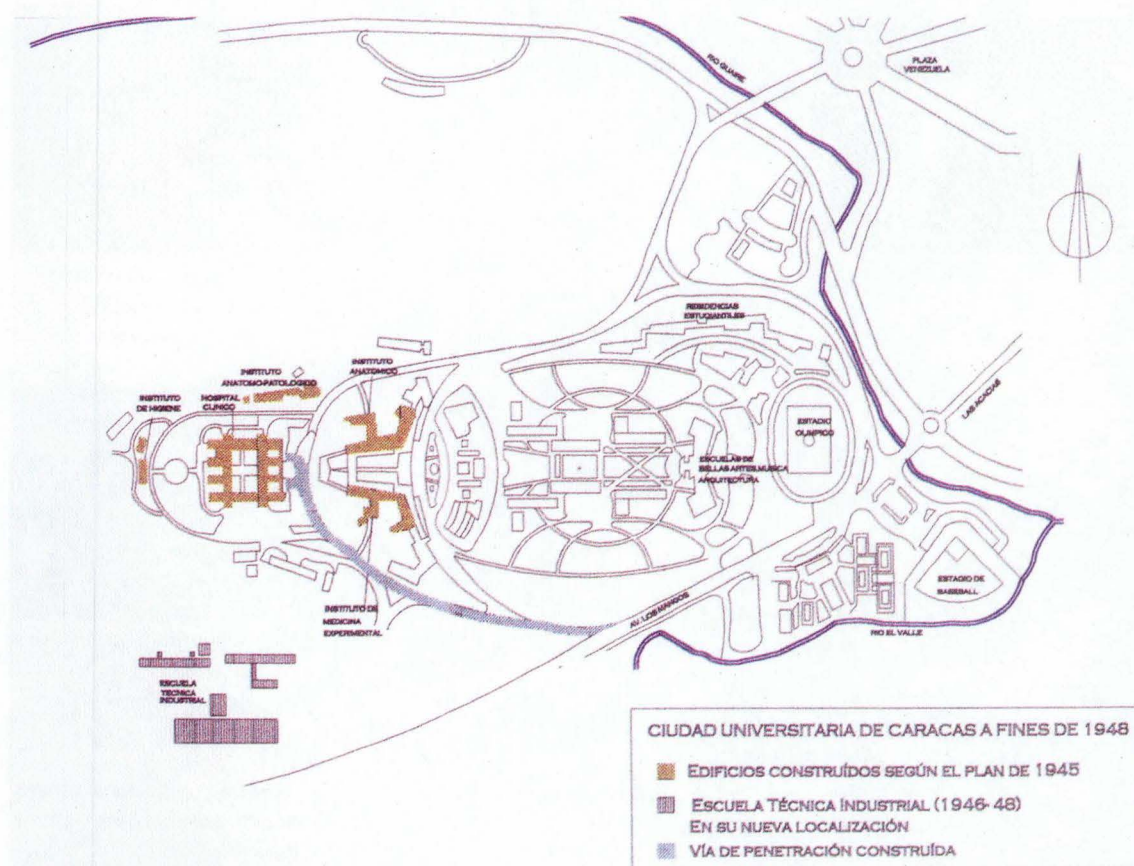 RIO GUAIRE
PLAZA
VENEZUELA
RESIDENCIAS
ESTUDIANTILES
INSTITUTO
ANATOMICO
INSTITUTO
ANATOMO-PATOLOGICO
INSTITUTO
DE HIGIENE
HOSPITAL
CLINICO
LAS ACACIAS
ESTADIO
OLIMPICO
ESCUELAS DE
BELLAS ARTES, MUSICA
ARQUITECTURA
ESTADIO DE
BASEBALL
INSTITUTO DE
MEDICINA
EXPERIMENTAL
AV. LOS MANGOS
RIO EL VALLE
ESCUELA
TECNICA
INDUSTRIAL
CIUDAD UNIVERSITARIA DE CARACAS A FINES DE 1948
EDIFICIOS CONSTRUÍDOS SEGÚN EL PLAN DE 1945
ESCUELA TÉCNICA INDUSTRIAL (1946-48)
EN SU NUEVA LOCALIZACIÓN
VÍA DE PENETRACIÓN CONSTRUÍDA